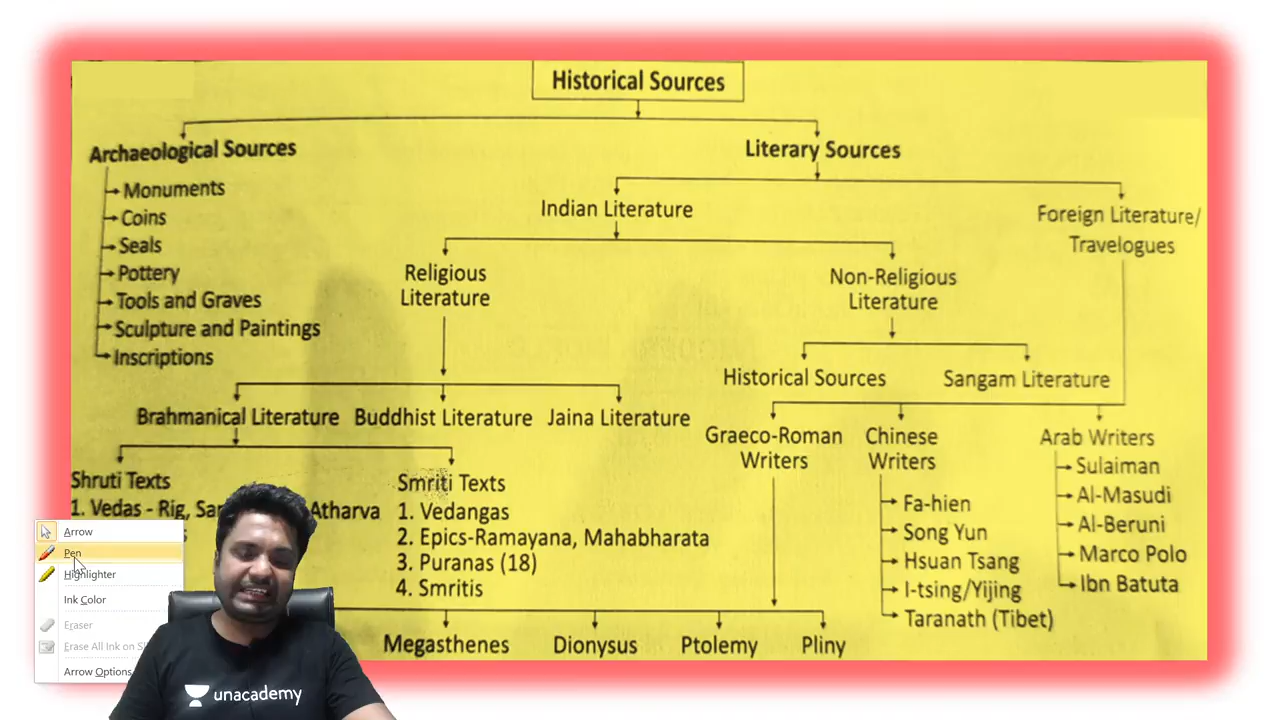 Historical Sources
Archaeological Sources
Monuments
Coins
Seals
Pottery
Tools and Graves
Sculpture and Paintings
Inscriptions
Literary Sources
Indian Literature
Foreign Literature/
Travelogues
Religious
Literature
Non-Religious
Literature
Historical Sources
Sangam Literature
Brahmanical Literature
Buddhist Literature
Jaina Literature
Shruti Texts
1. Vedas - Rig, Atharva
Smriti Texts
1. Vedangas
2. Epics-Ramayana, Mahabharata
3. Puranas (18)
4. Smritis
Graeco-Roman
Writers
Megasthenes
Dionysus
Ptolemy
Pliny
Chinese
Writers
Fa-hien
Song Yun
Hsuan Tsang
I-tsing/Yijing
Taranath (Tibet)
Arab Writers
Sulaiman
Al-Masudi
Al-Beruni
Marco Polo
Ibn Batuta
Arrow
Pen
Highlighter
Ink Color
Eraser
Erase All Ink on
Arrow Options
unacademy